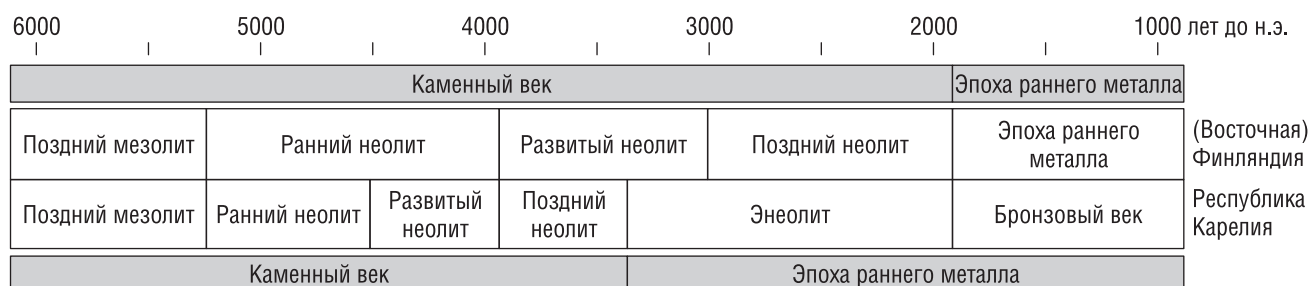 6000 5000 4000 3000 2000 1000 лет до н.э.
Каменный век Эпоха раннего металла
Поздний мезолит Ранний неолит Развитый неолит Поздний неолит Эпоха раннего
металла (Восточная)
Финляндия
Поздний мезолит Ранний неолит Развитый
неолит Поздний
неолит Энеолит Бронзовый век Республика
Карелия
Каменный век Эпоха раннего металла